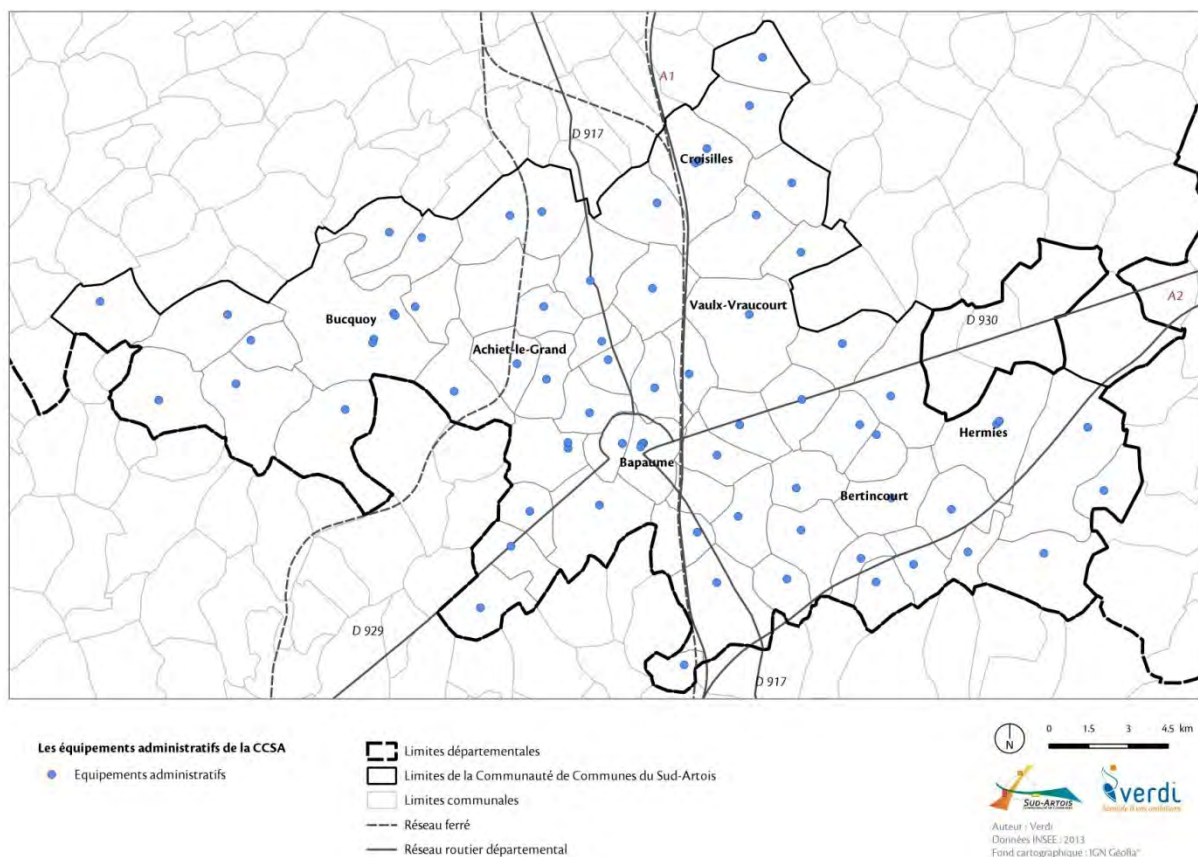 A1
D 917
Croisilles
Vaulx-Vraucourt
A2
D 930
Bucquoy
Achiet-le-Grand
Hermies
Bapaume
Bertincourt
D 929
D 917
Les équipements administratifs de la CCSA
Equipements administratifs
Limites départementales
Limites de la Communauté de Communes du Sud-Artois
Limites communales
Réseau ferré
Réseau routier départemental
N
0 1.5 3 4.5 km
SUD-ARTOIS
verdi
Auteur : Verdi
Données INSEE : 2013
Fond cartographique : IGN Géofla